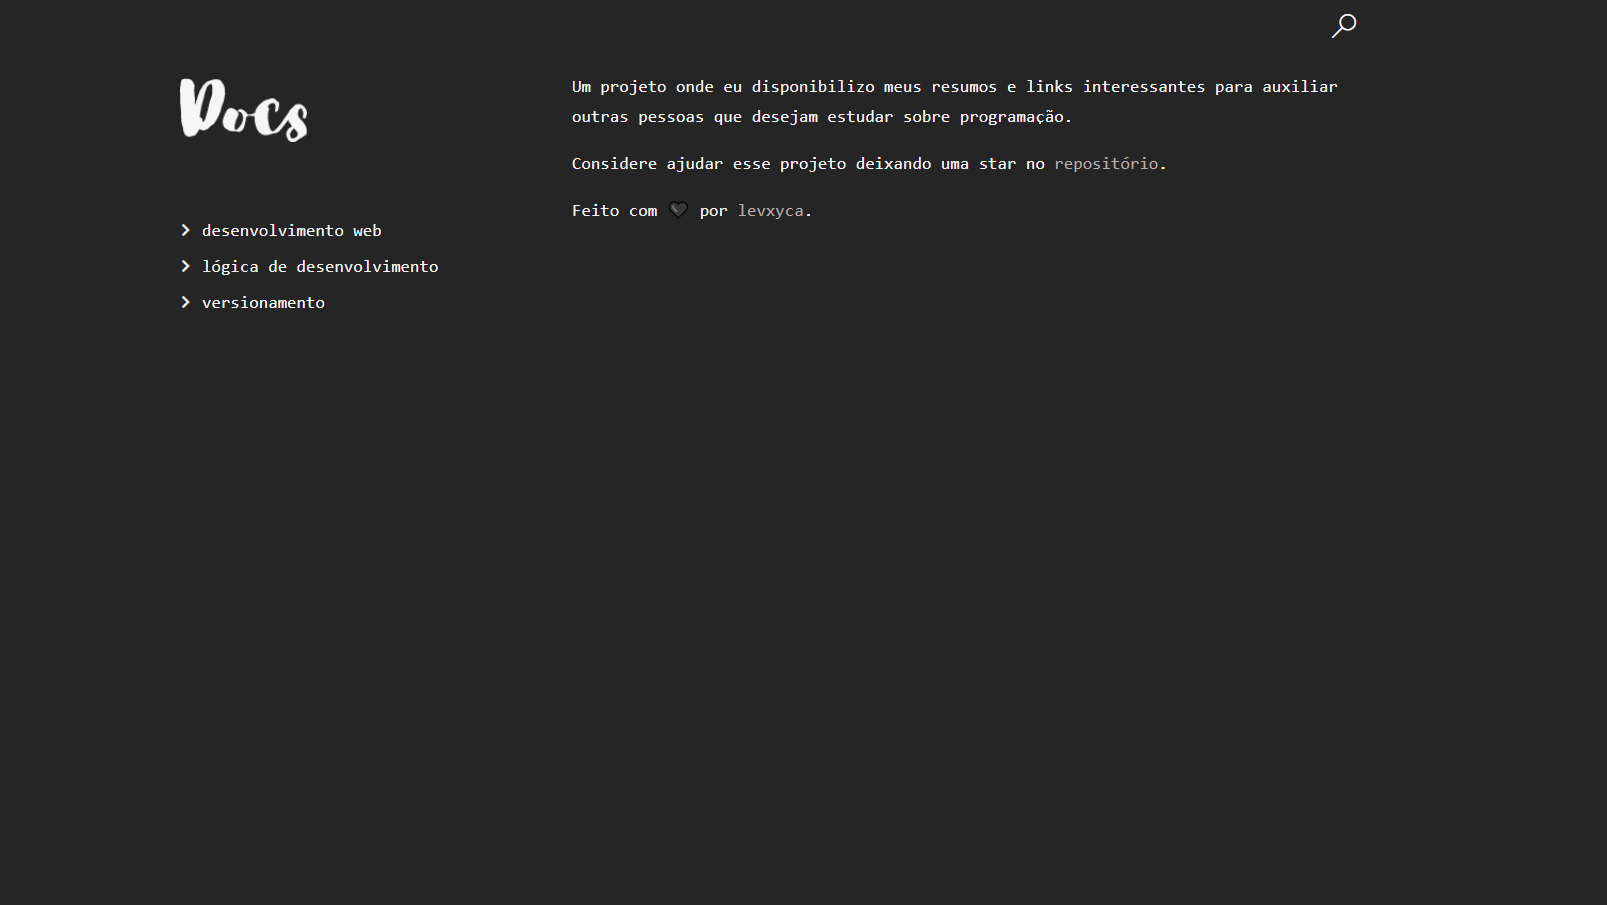 Docs
desenvolvimento web
lógica de desenvolvimento
versionamento
Um projeto onde eu disponibilizo meus resumos e links interessantes para auxiliar
outras pessoas que desejam estudar sobre programação.
Considere ajudar esse projeto deixando uma star no repositório.
Feito com 🖤 por levxyca.